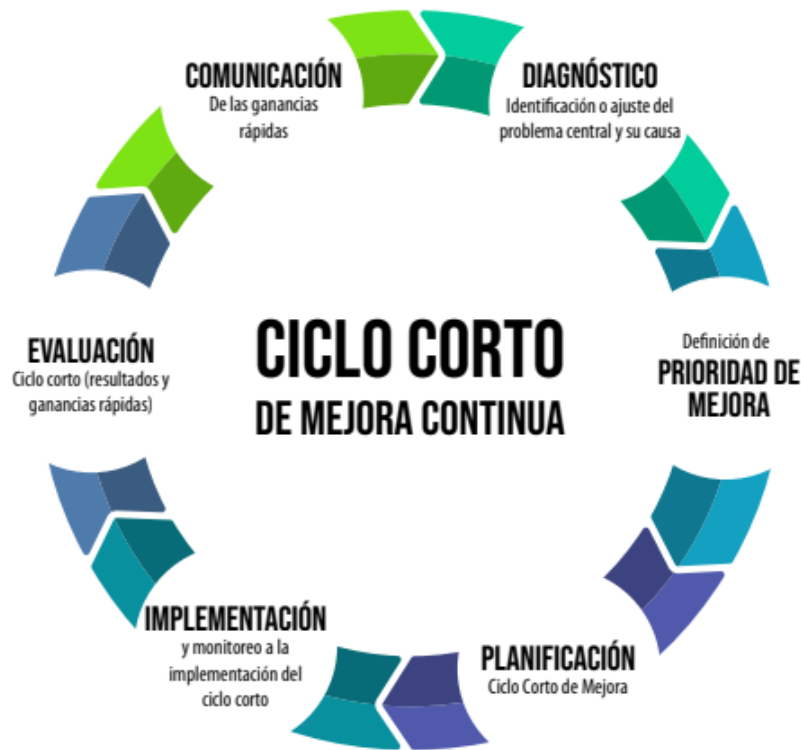 COMUNICACIÓN
De las ganancias
rápidas
DIAGNÓSTICO
Identificación o ajuste del
problema central y su causa
Definición de
PRIORIDAD DE
MEJORA
PLANIFICACIÓN
Ciclo Corto de Mejora
IMPLEMENTACIÓN
y monitoreo a la
implementación del
ciclo corto
EVALUACIÓN
Ciclo corto (resultados y
ganancias rápidas)
CICLO CORTO
DE MEJORA CONTINUA